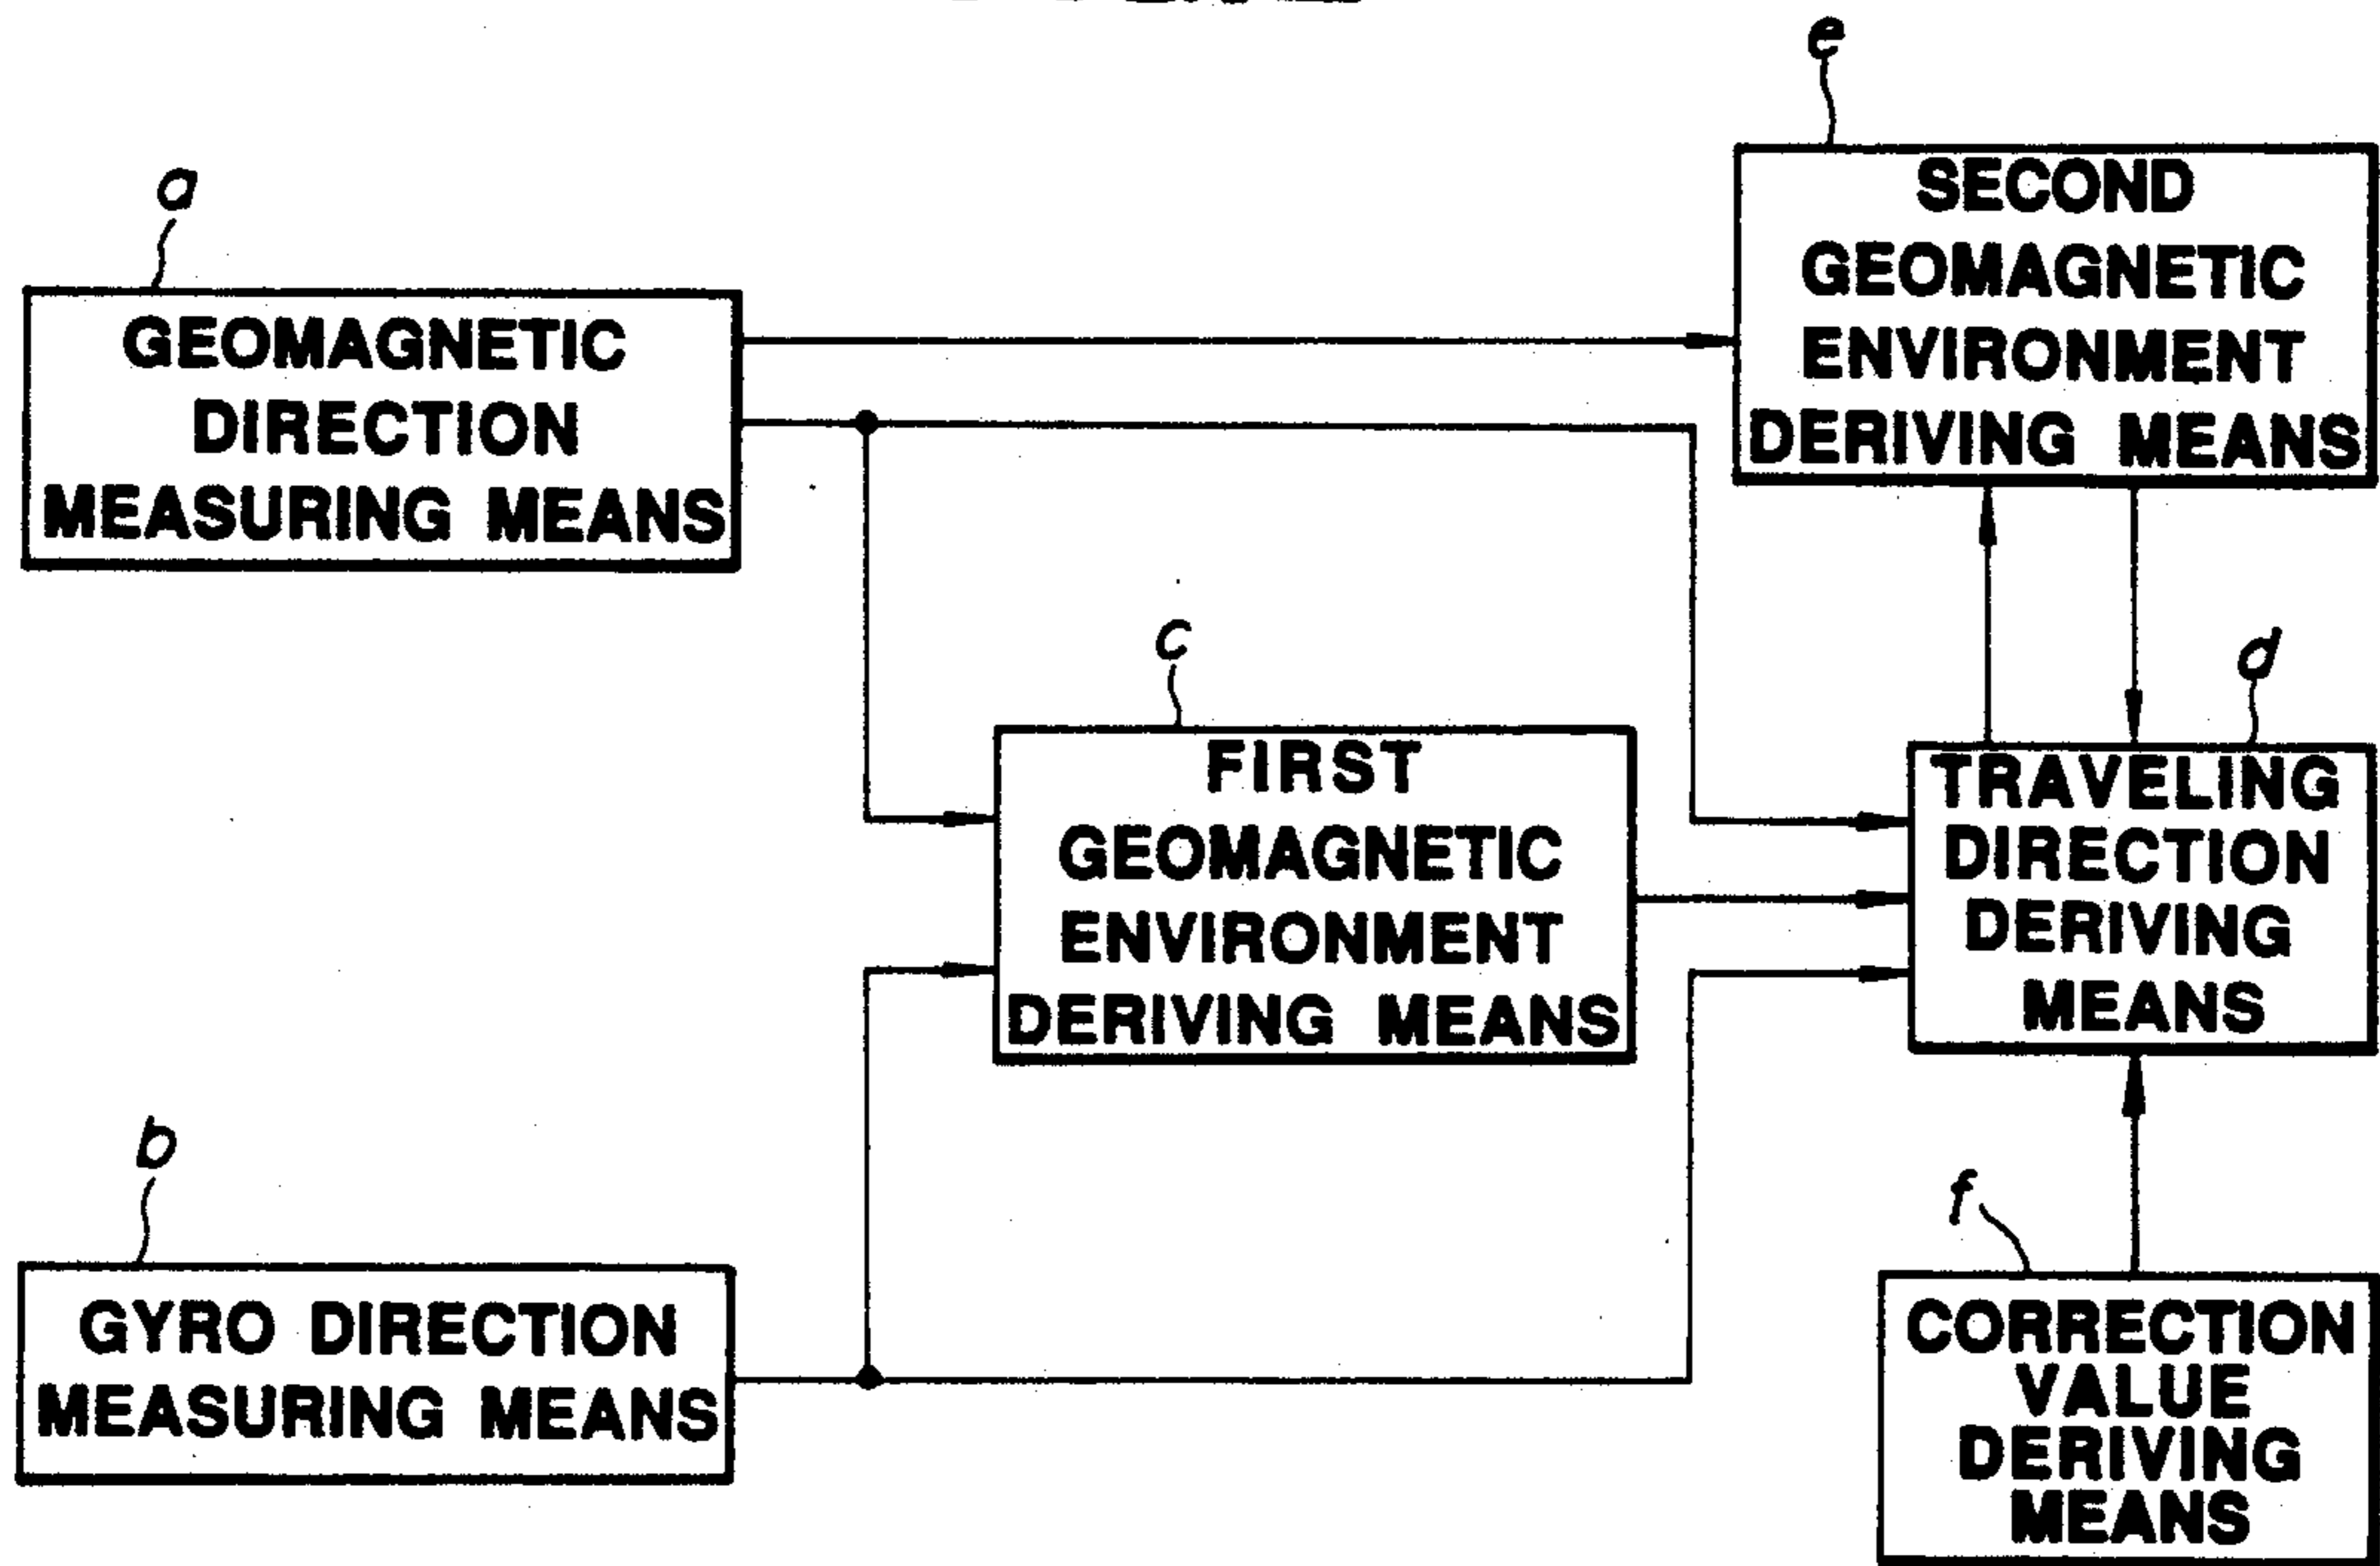 e
SECOND
GEOMAGNETIC
ENVIRONMENT
DERIVING MEANS
a
GEOMAGNETIC
DIRECTION
MEASURING MEANS
c
FIRST
GEOMAGNETIC
ENVIRONMENT
DERIVING MEANS
d
TRAVELING
DIRECTION
DERIVING
MEANS
b
GYRO DIRECTION
MEASURING MEANS
f
CORRECTION
VALUE
DERIVING
MEANS